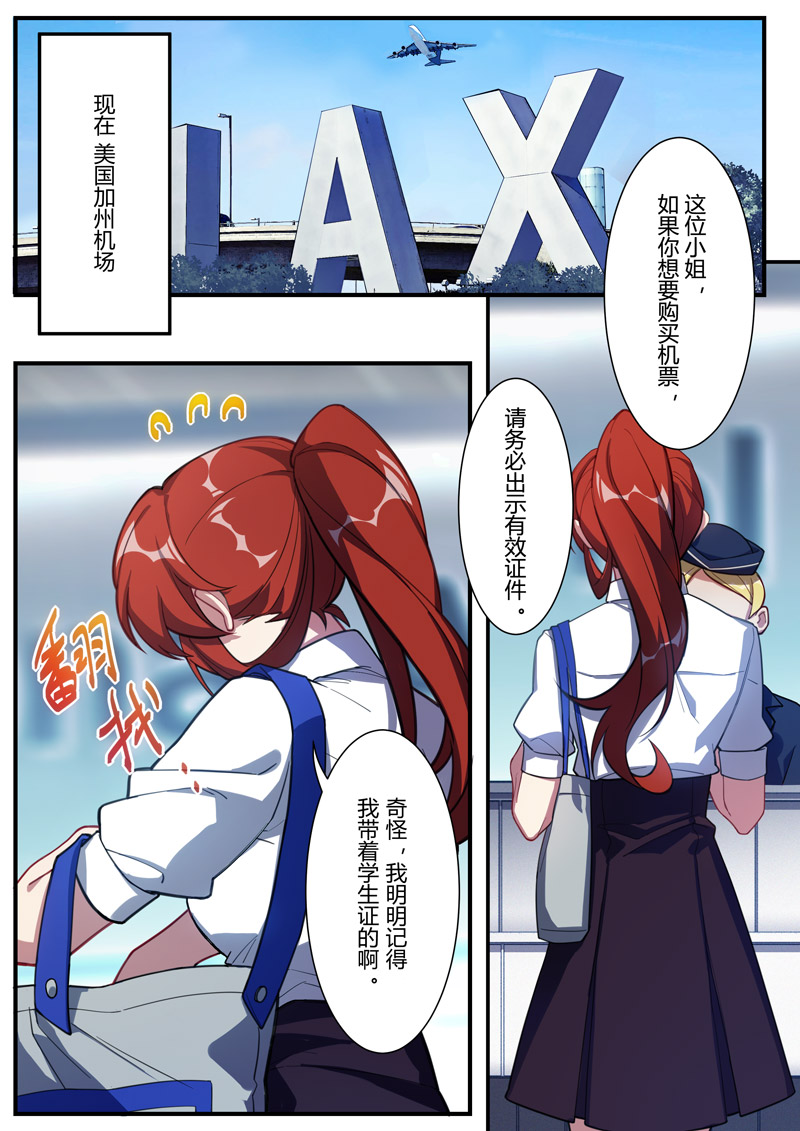 现在 美国加州机场
LAX
这位小姐，
如果你想要购买机票，
请务必出示有效证件。
翻找
奇怪，我明明记得
我带着学生证的啊。